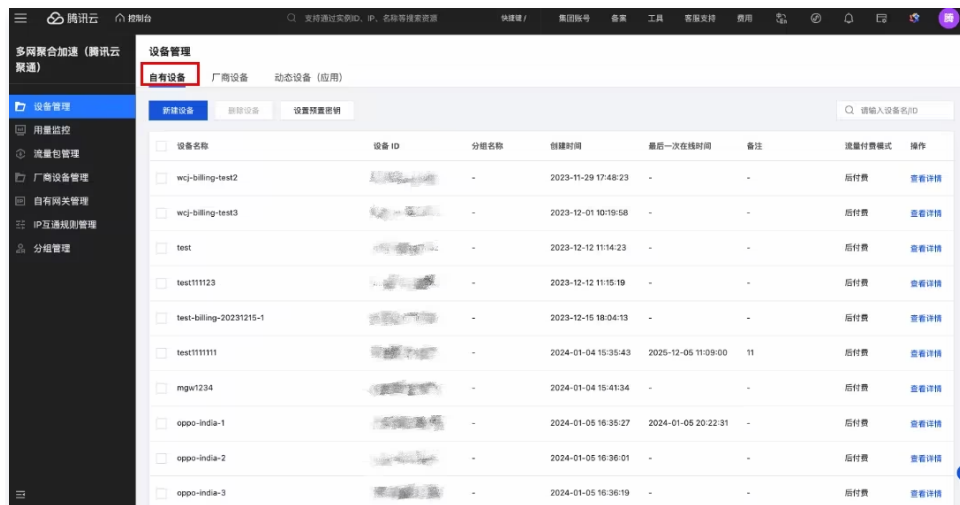 腾讯云
控制台
支持通过实例ID、IP、名称等搜索资源
快捷键 /
集团账号
备案
工具
客服支持
费用
多网聚合加速（腾讯云聚通）
设备管理
用量监控
流量包管理
厂商设备管理
自有网关管理
IP互通规则管理
分组管理
设备管理
自有设备
厂商设备
动态设备（应用）
新建设备
删除设备
设置预置密钥
请输入设备名/ID
设备名称 设备 ID 分组名称 创建时间 最后一次在线时间 备注 流量付费模式 操作
wcj-billing-test2 - 2023-11-29 17:48:23 - - 后付费 查看详情
wcj-billing-test3 - 2023-12-01 10:19:58 - - 后付费 查看详情
test - 2023-12-12 11:14:23 - - 后付费 查看详情
test111123 - 2023-12-12 11:15:19 - - 后付费 查看详情
test-billing-20231215-1 - 2023-12-15 18:04:13 - - 后付费 查看详情
test1111111 - 2024-01-04 15:35:43 2025-12-05 11:09:00 11 后付费 查看详情
mgw1234 - 2024-01-04 15:41:34 - - 后付费 查看详情
oppo-india-1 - 2024-01-05 16:35:27 2024-01-05 20:22:31 - 后付费 查看详情
oppo-india-2 - 2024-01-05 16:36:01 - - 后付费 查看详情
oppo-india-3 - 2024-01-05 16:36:19 - - 后付费 查看详情